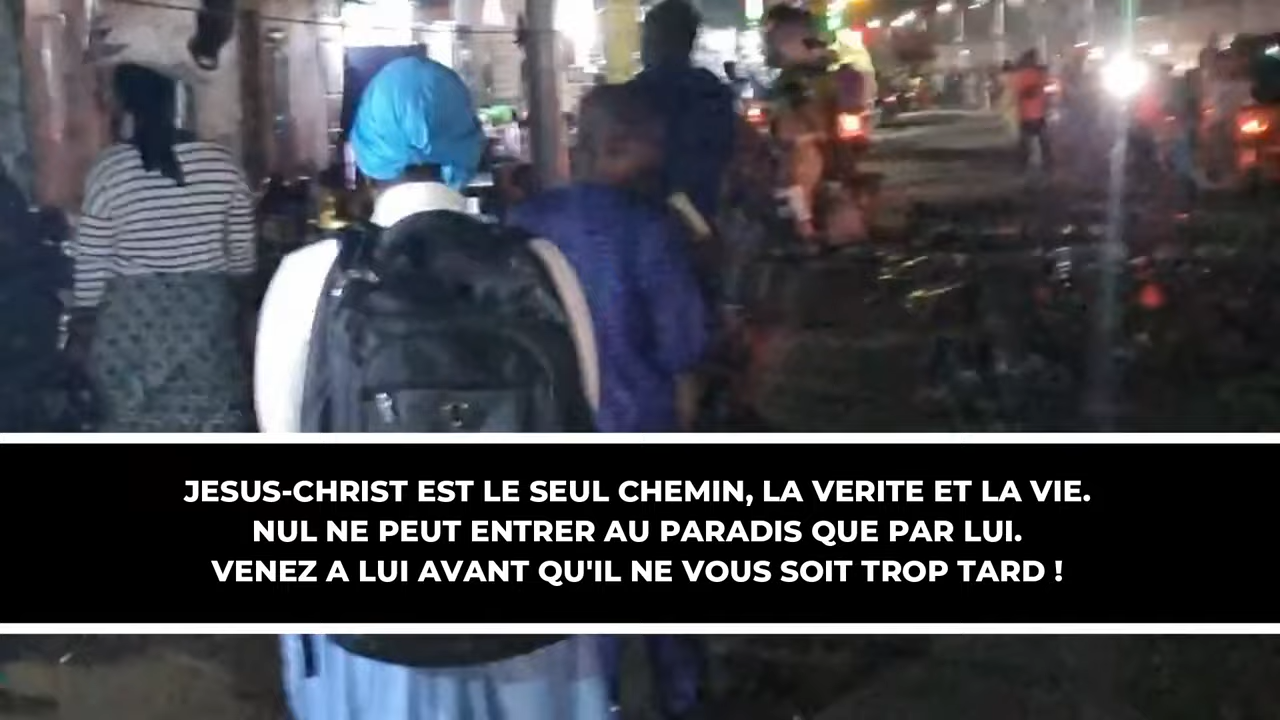 JESUS-CHRIST EST LE SEUL CHEMIN, LA VERITE ET LA VIE.
NUL NE PEUT ENTRER AU PARADIS QUE PAR LUI.
VENEZ A LUI AVANT QU'IL NE VOUS SOIT TROP TARD !